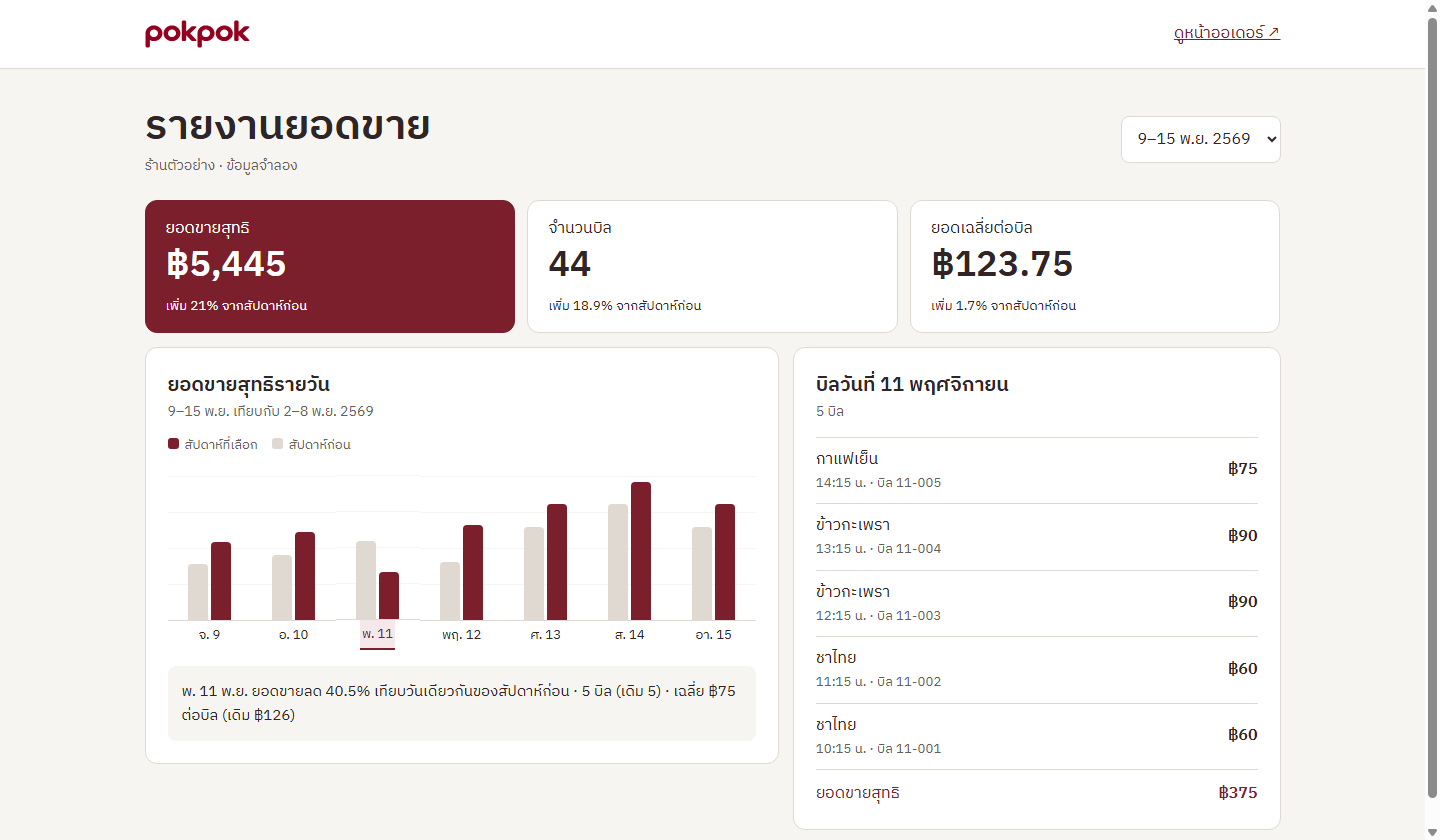 pokpok
ดูหน้าออเดอร์ ↗
รายงานยอดขาย
ร้านตัวอย่าง · ข้อมูลจำลอง
9–15 พ.ย. 2569
ยอดขายสุทธิ
฿5,445
เพิ่ม 21% จากสัปดาห์ก่อน
จำนวนบิล
44
เพิ่ม 18.9% จากสัปดาห์ก่อน
ยอดเฉลี่ยต่อบิล
฿123.75
เพิ่ม 1.7% จากสัปดาห์ก่อน
ยอดขายสุทธิรายวัน
9–15 พ.ย. เทียบกับ 2–8 พ.ย. 2569
สัปดาห์ที่เลือก
สัปดาห์ก่อน
จ. 9
อ. 10
พ. 11
พฤ. 12
ศ. 13
ส. 14
อา. 15
พ. 11 พ.ย. ยอดขายลด 40.5% เทียบวันเดียวกันของสัปดาห์ก่อน · 5 บิล (เดิม 5) · เฉลี่ย ฿75
ต่อบิล (เดิม ฿126)
บิลวันที่ 11 พฤศจิกายน
5 บิล
กาแฟเย็น
฿75
14:15 น. · บิล 11-005
ข้าวกะเพรา
฿90
13:15 น. · บิล 11-004
ข้าวกะเพรา
฿90
12:15 น. · บิล 11-003
ชาไทย
฿60
11:15 น. · บิล 11-002
ชาไทย
฿60
10:15 น. · บิล 11-001
ยอดขายสุทธิ
฿375